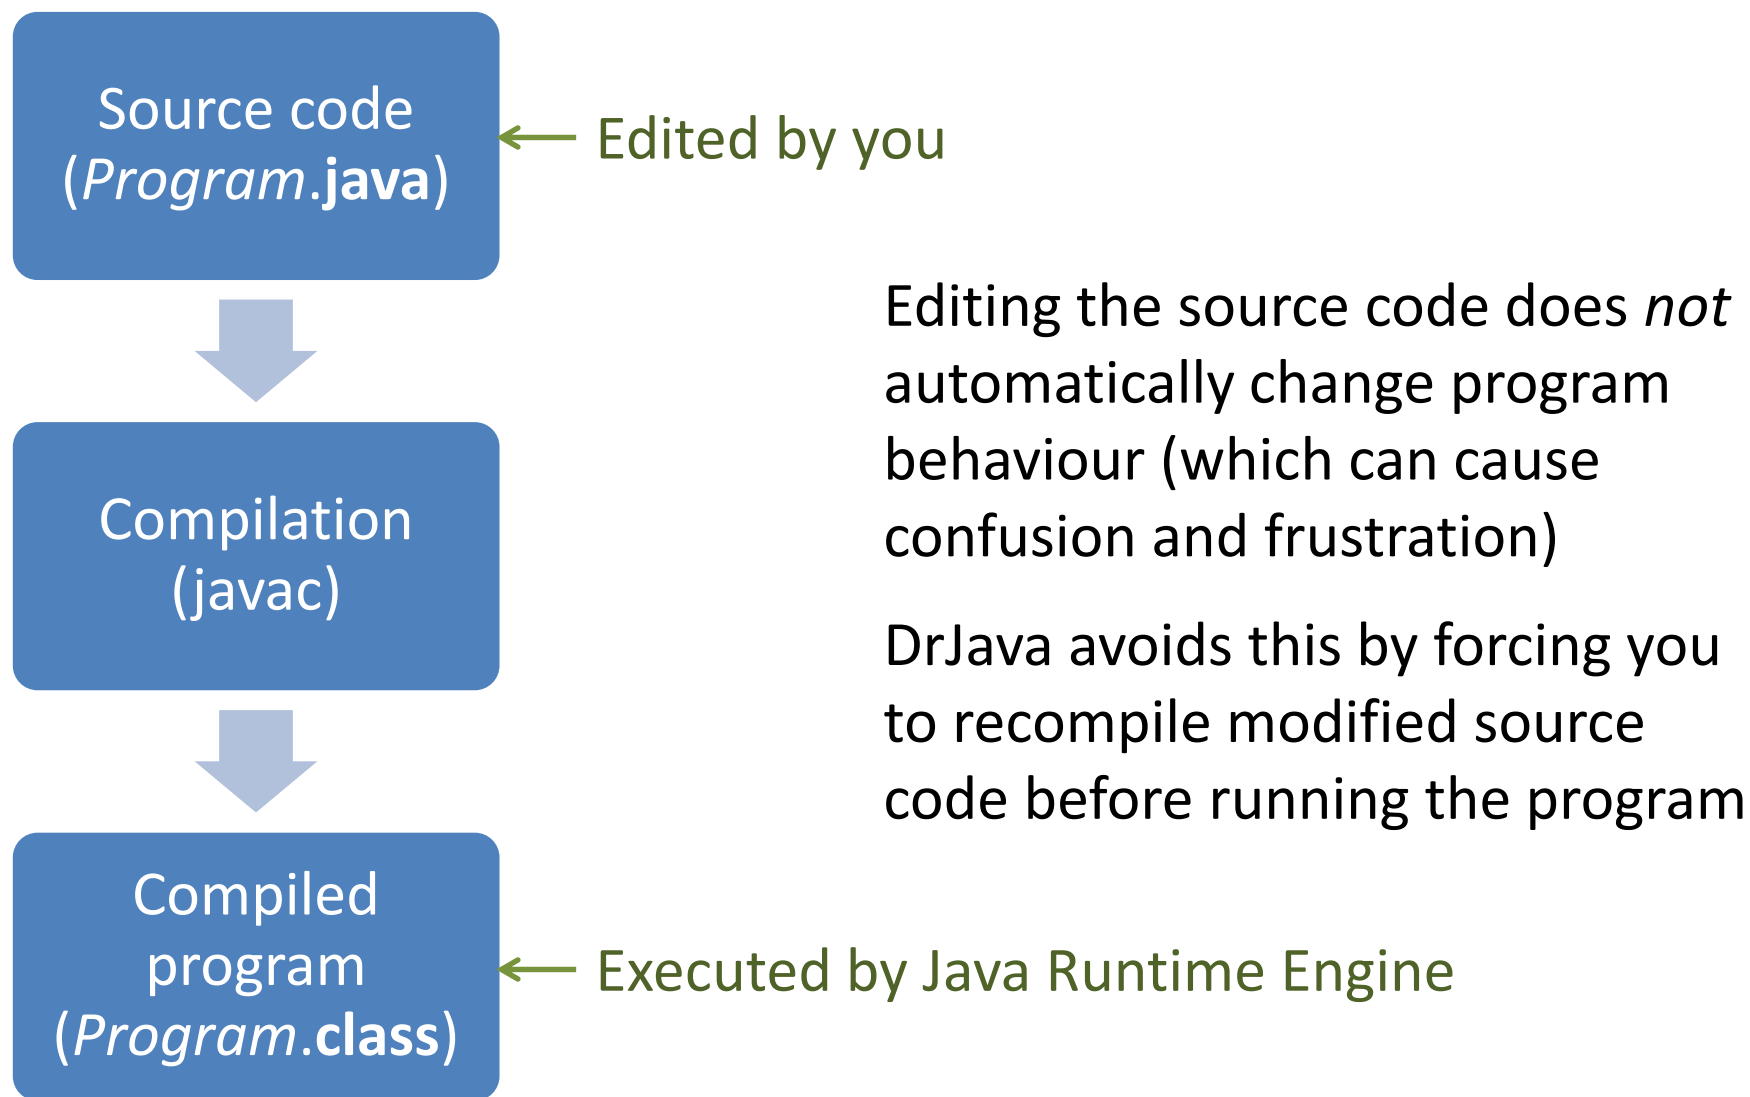 Source code
(Program.java)
Edited by you
Editing the source code does not
automatically change program
behaviour (which can cause
confusion and frustration)
Compilation
(javac)
DrJava avoids this by forcing you
to recompile modified source
code before running the program
Compiled
program
(Program.class)
Executed by Java Runtime Engine